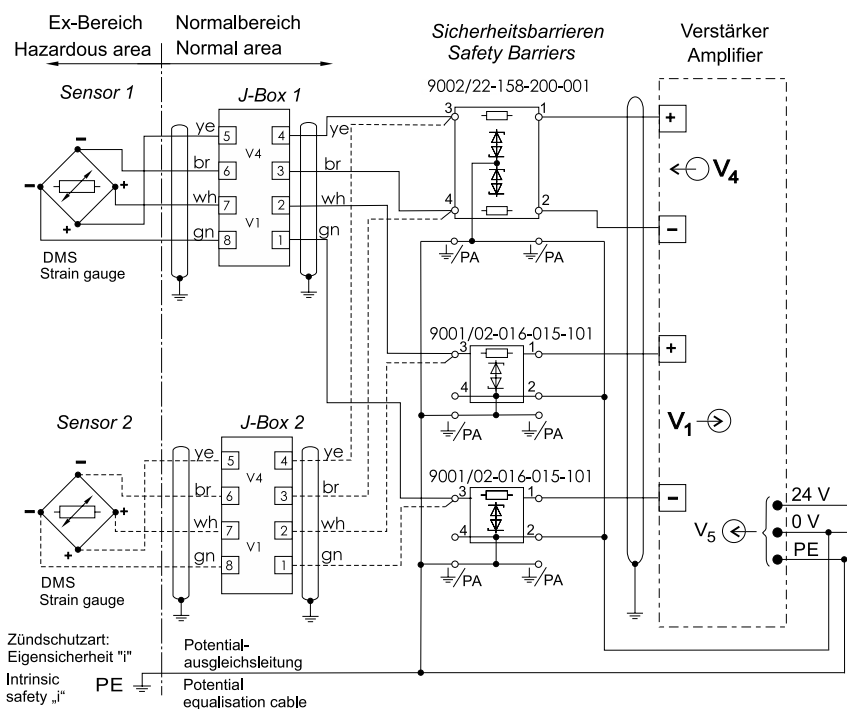 Ex-Bereich
Hazardous area
Normalbereich
Normal area
Sicherheitsbarrieren
Safety Barriers
Verstärker
Amplifier
Sensor 1
J-Box 1
9002/22-158-200-001
ye 5 4 ye
V4
br 6 3 br
wh 7 2 wh
V1
gn 8 1 gn
- - + +
DMS
Strain gauge
3 1
4 2
⏚/PA ⏚/PA
+
V4
-
9001/02-016-015-101
3 1
4 2
⏚/PA ⏚/PA
+
V1
Sensor 2
J-Box 2
ye 5 4 ye
V4
br 6 3 br
wh 7 2 wh
V1
gn 8 1 gn
- - + +
DMS
Strain gauge
9001/02-016-015-101
3 1
4 2
⏚/PA ⏚/PA
-
24 V
V5 0 V
PE
Zündschutzart:
Eigensicherheit "i"
Intrinsic
safety „i“
PE
Potential-
ausgleichsleitung
Potential
equalisation cable